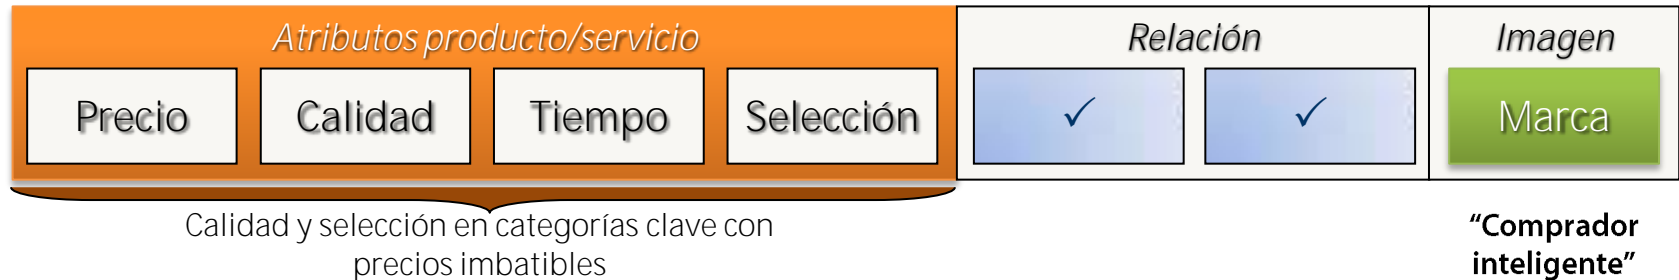 Atributos producto/servicio
Relación
Imagen
Precio
Calidad
Tiempo
Selección
✓
✓
Marca
Calidad y selección en categorías clave con
precios imbatibles
“Comprador
inteligente”